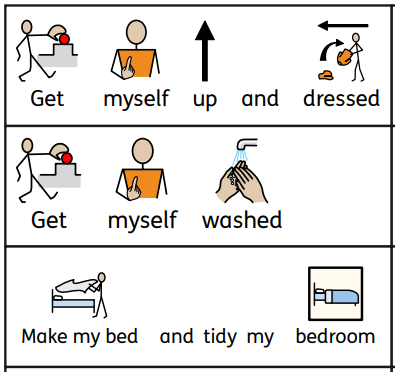 Get myself up and dressed
Get myself washed
Make my bed and tidy my bedroom